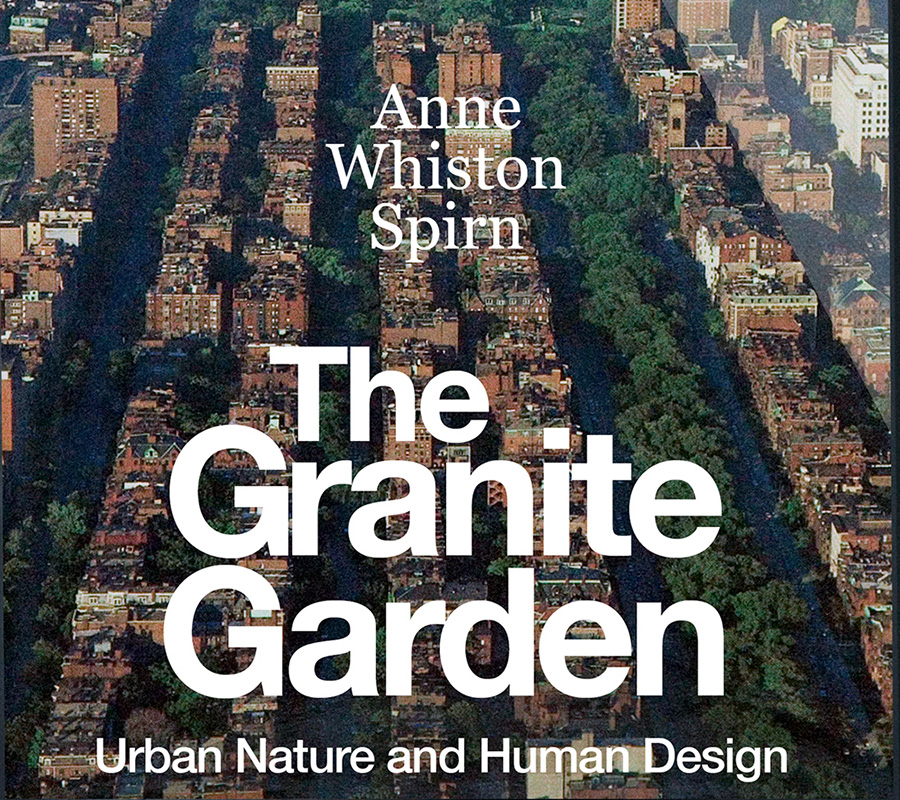 Anne
Whiston
Spirn
The
Granite
Garden
Urban Nature and Human Design